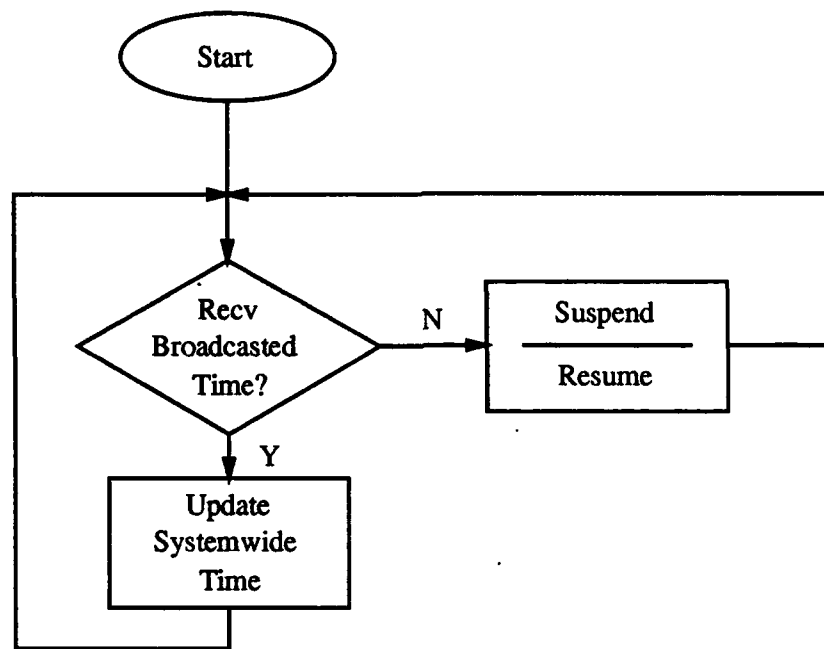 Start
Recv
Broadcasted
Time?
N
Suspend
Resume
Y
Update
Systemwide
Time